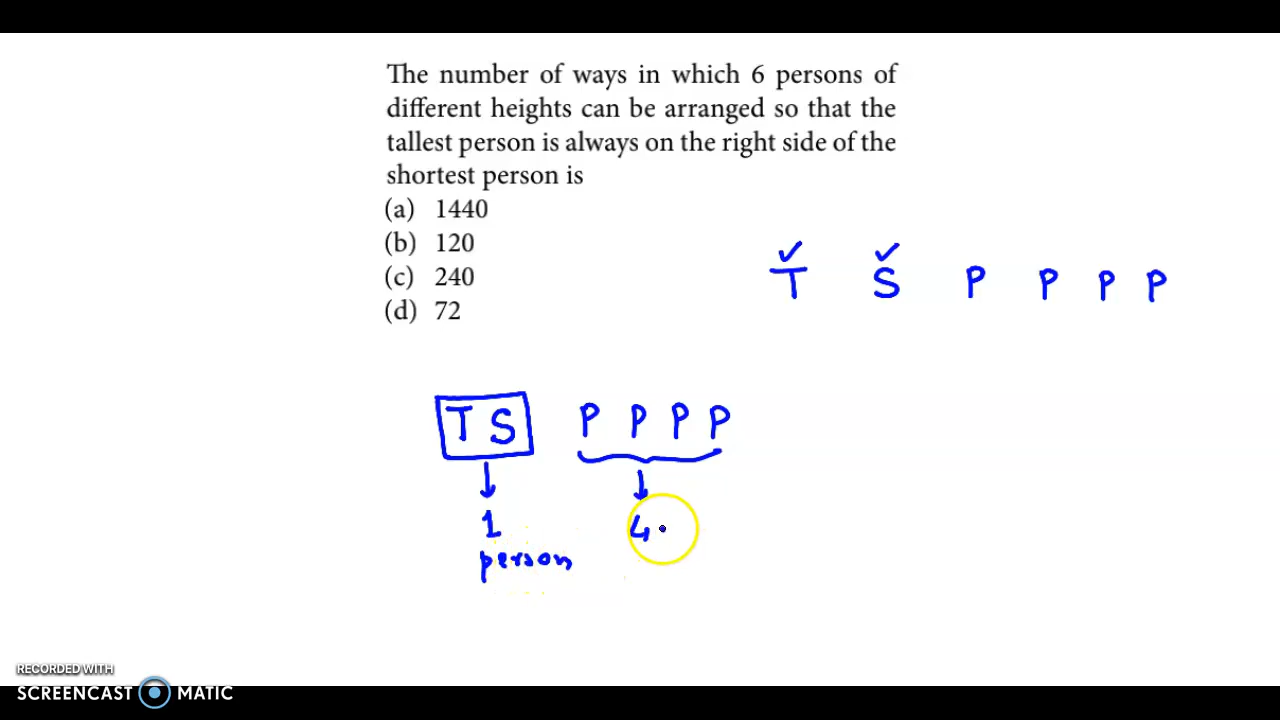 The number of ways in which 6 persons of
different heights can be arranged so that the
tallest person is always on the right side of the
shortest person is
(a) 1440
(b) 120
(c) 240
(d) 72
T S P P P P
T S P P P P
1 4
person
RECORDED WITH
SCREENCAST MATIC